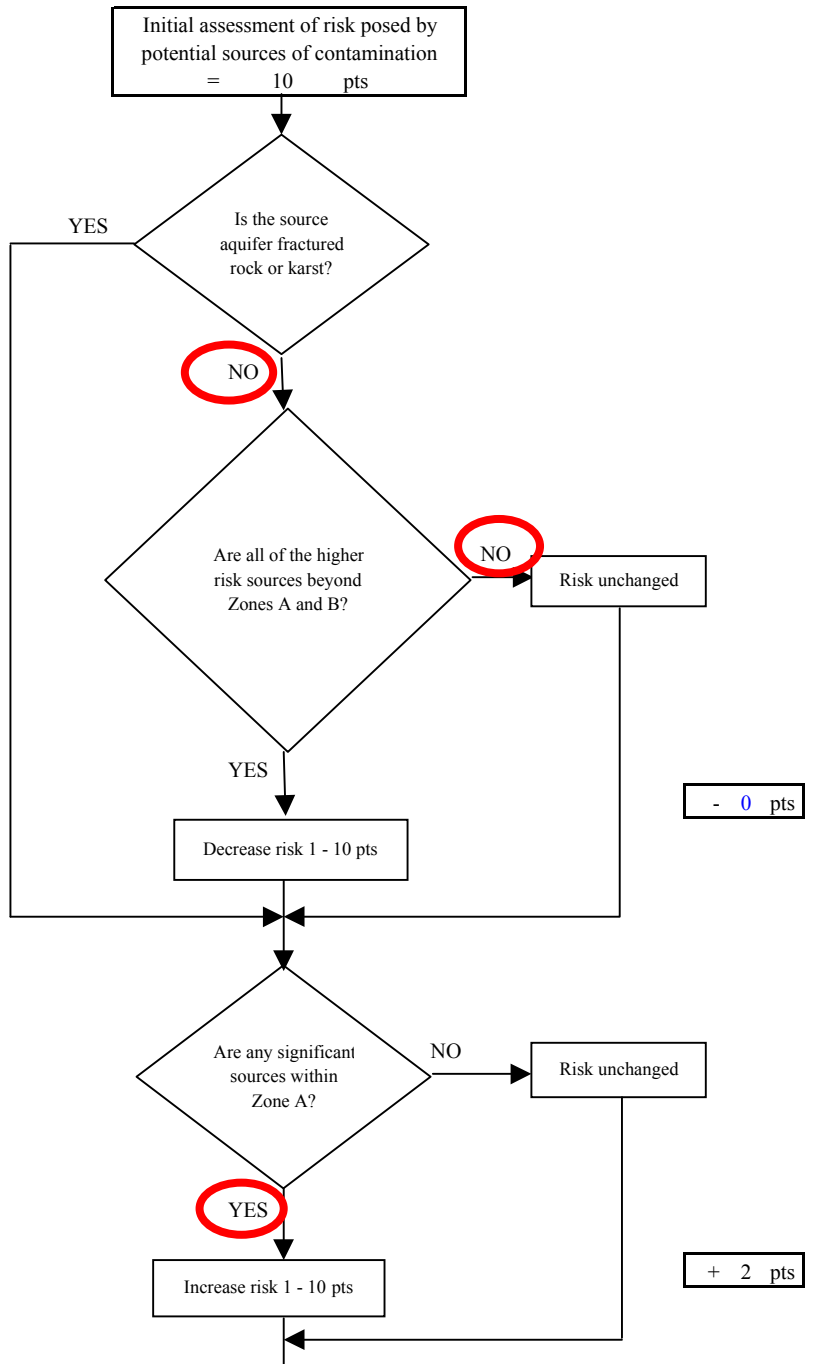 Initial assessment of risk posed by
potential sources of contamination
= 10 pts
YES
Is the source
aquifer fractured
rock or karst?
NO
Are all of the higher
risk sources beyond
Zones A and B?
NO
Risk unchanged
YES
- 0 pts
Decrease risk 1 - 10 pts
Are any significant
sources within
Zone A?
NO
Risk unchanged
YES
Increase risk 1 - 10 pts
+ 2 pts